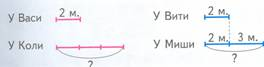 У Васи 2 м.
У Коли
?
У Вити 2 м.
У Миши 2 м. 3 м.
?